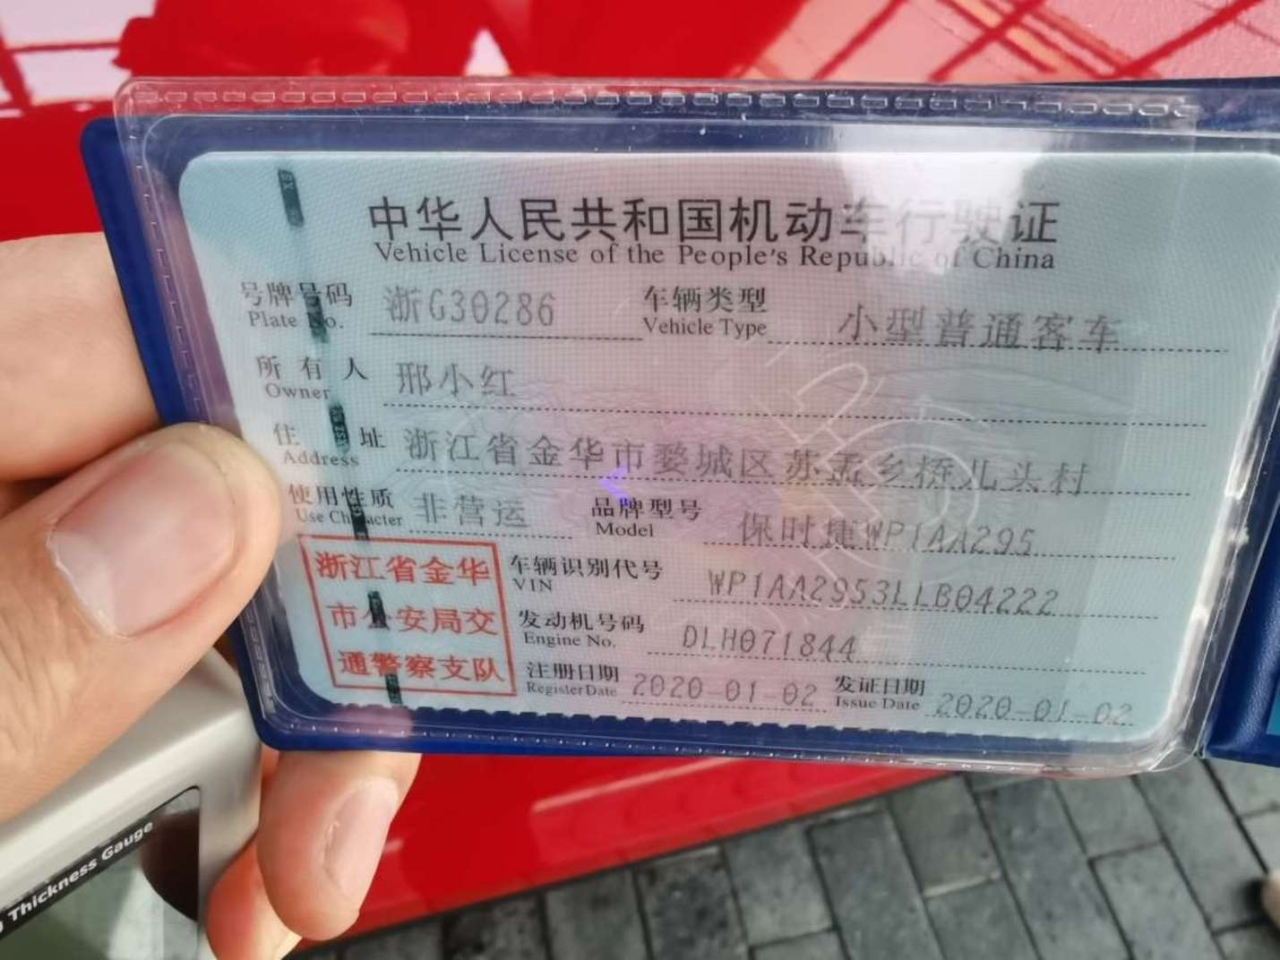 中华人民共和国机动车行驶证
Vehicle License of the People's Republic of China
号牌号码 浙G30286 车辆类型 小型普通客车
Plate No. Vehicle Type
所有人 邢小红
Owner
住址 浙江省金华市婺城区苏孟乡桥儿头村
Address
使用性质 非营运 品牌型号 保时捷WP1AA295
Use Character Model
浙江省金华
市公安局交
通警察支队
车辆识别代号 WP1AA2953LLB04222
VIN
发动机号码 DLH071844
Engine No.
注册日期 2020-01-02 发证日期 2020-01-02
Register Date Issue Date
Thickness Gauge